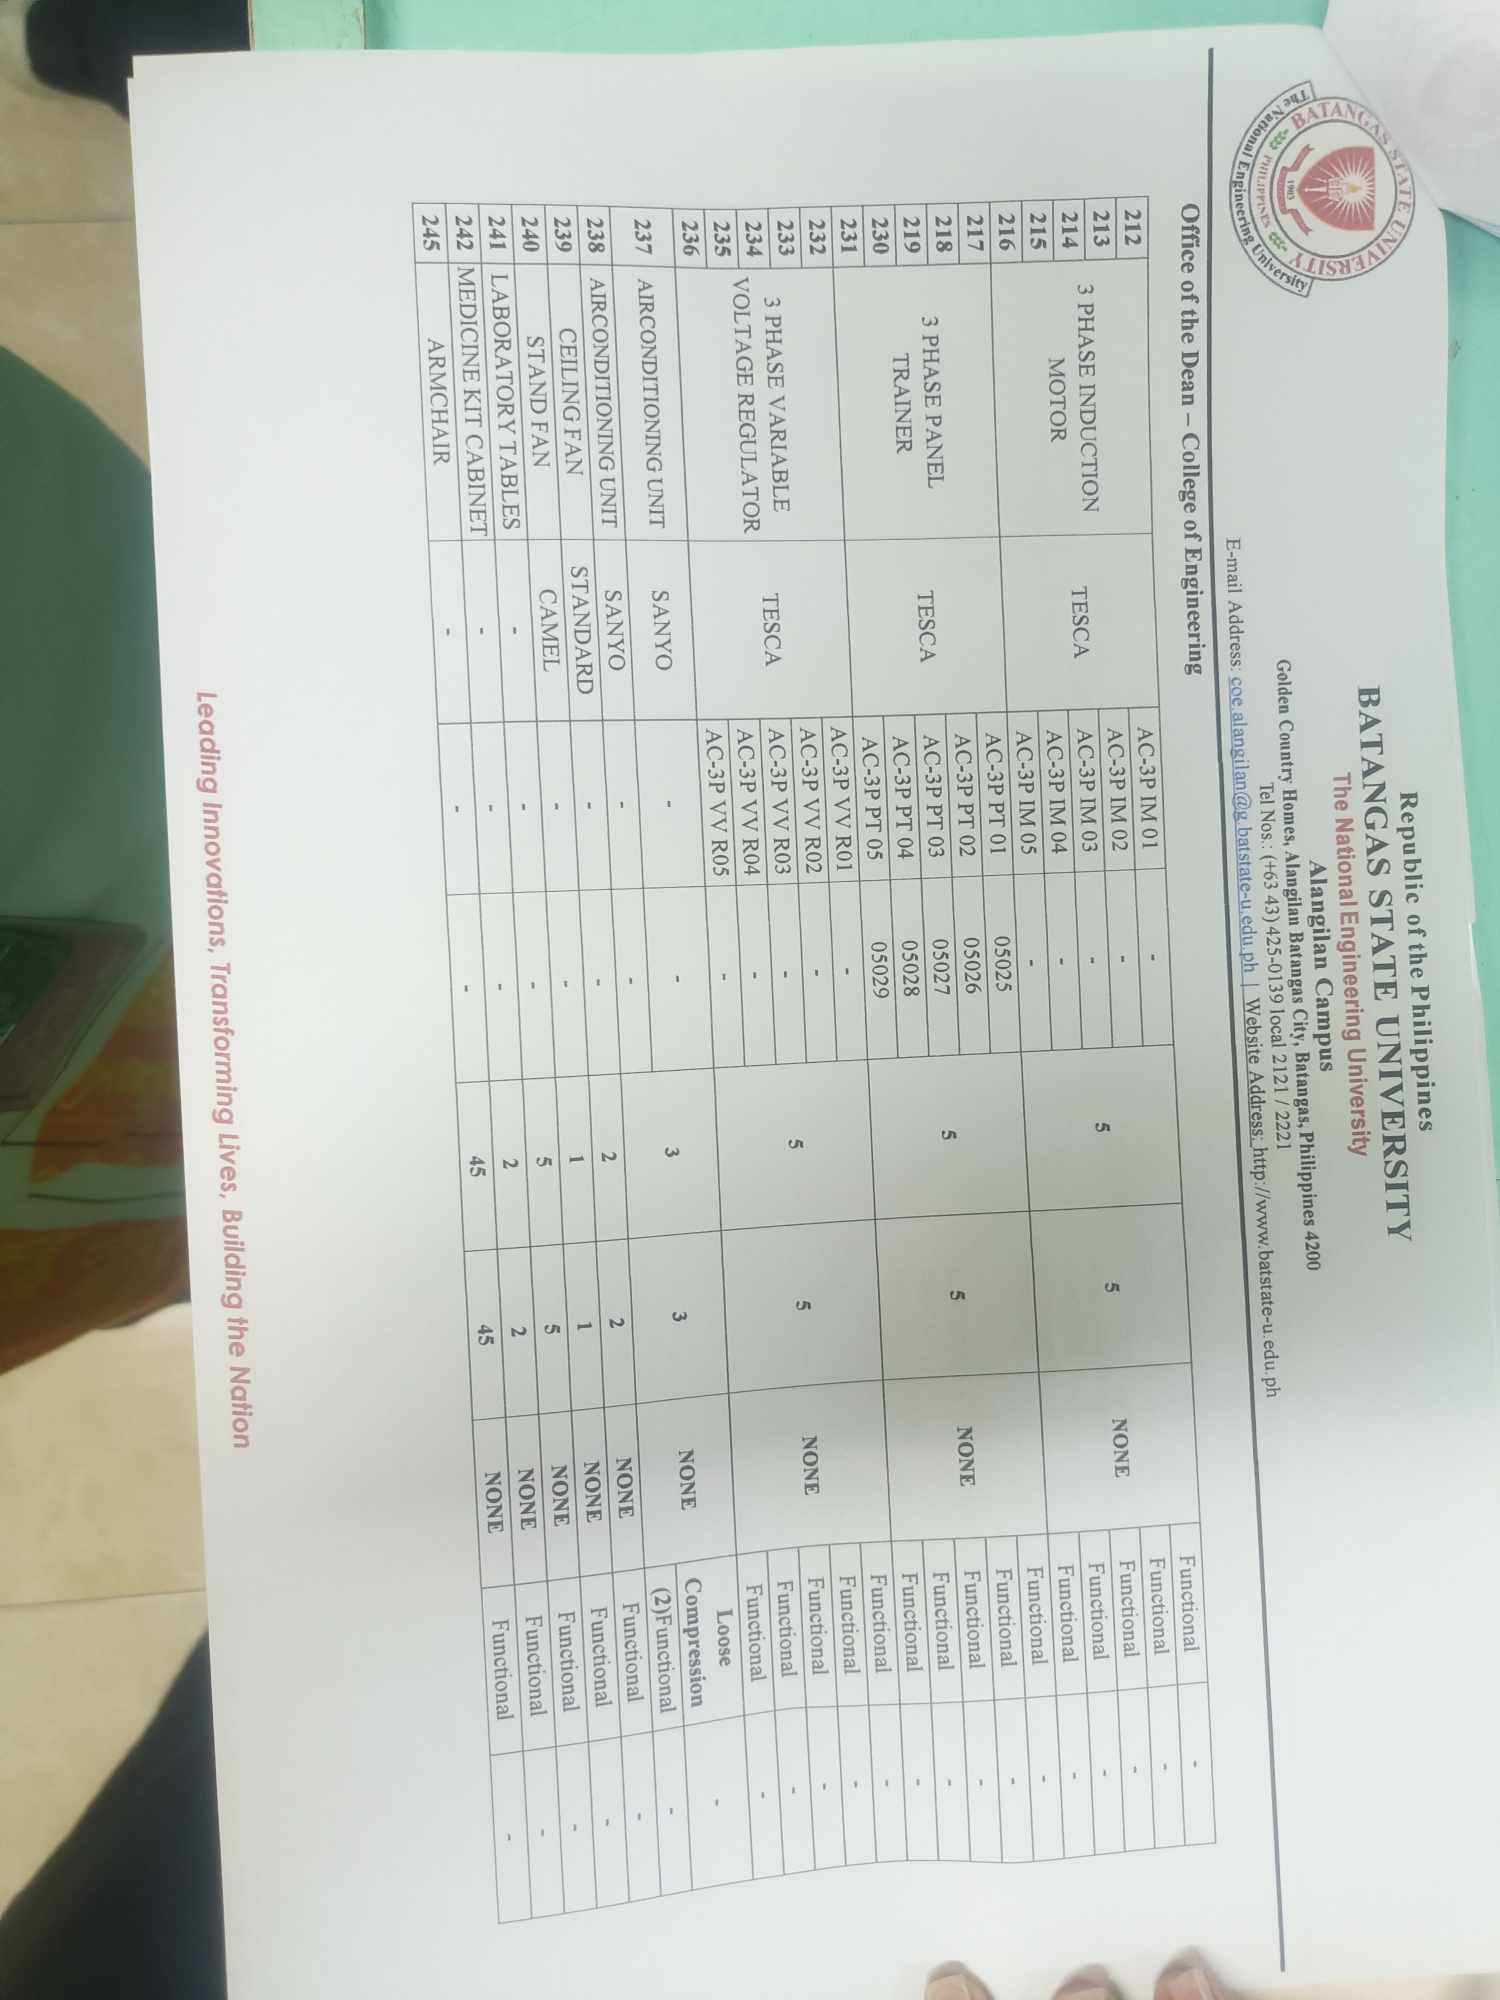 Republic of the Philippines
BATANGAS STATE UNIVERSITY
The National Engineering University
Alangilan Campus
Golden Country Homes, Alangilan Batangas City, Batangas, Philippines 4200
Tel Nos.: (+63 43) 425-0139 local 2121 / 2221
E-mail Address: coe.alangilan@g.batstate-u.edu.ph | Website Address: http://www.batstate-u.edu.ph
BATANGAS STATE UNIVERSITY
1903
PHILIPPINES
The National Engineering University
Office of the Dean – College of Engineering
212 AC-3P IM 01 - Functional -
213 AC-3P IM 02 - Functional -
214 3 PHASE INDUCTION MOTOR TESCA AC-3P IM 03 - 5 5 NONE Functional -
215 AC-3P IM 04 - Functional -
216 AC-3P IM 05 - Functional -
217 AC-3P PT 01 05025 Functional -
218 AC-3P PT 02 05026 Functional -
219 3 PHASE PANEL TRAINER TESCA AC-3P PT 03 05027 5 5 NONE Functional -
230 AC-3P PT 04 05028 Functional -
231 AC-3P PT 05 05029 Functional -
232 AC-3P VV R01 - Functional -
233 AC-3P VV R02 - Functional -
234 3 PHASE VARIABLE VOLTAGE REGULATOR TESCA AC-3P VV R03 - 5 5 NONE Functional -
235 AC-3P VV R04 - Functional -
236 AC-3P VV R05 - Functional -
237 AIRCONDITIONING UNIT SANYO - - 3 3 NONE Loose Compression -
238 AIRCONDITIONING UNIT SANYO - - (2)Functional -
239 CEILING FAN STANDARD - - 2 2 NONE Functional -
240 STAND FAN CAMEL - - 1 1 NONE Functional -
241 LABORATORY TABLES - - - 5 5 NONE Functional -
242 MEDICINE KIT CABINET - - - 2 2 NONE Functional -
245 ARMCHAIR - - - 45 45 NONE Functional -
Leading Innovations, Transforming Lives, Building the Nation